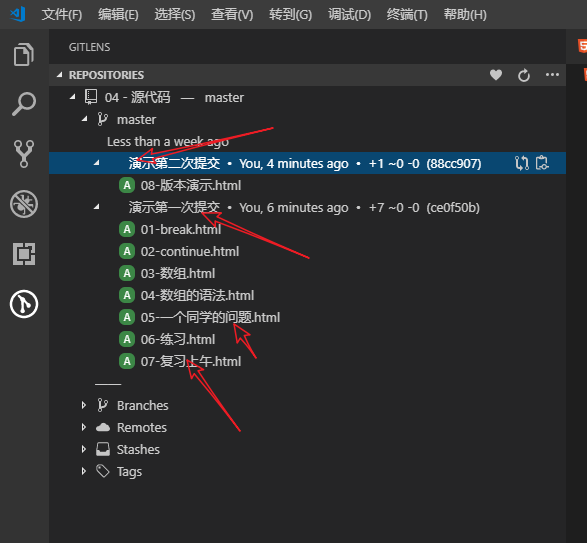 文件(F) 编辑(E) 选择(S) 查看(V) 转到(G) 调试(D) 终端(T) 帮助(H)
GITLENS
REPOSITORIES
04 - 源代码 — master
master
Less than a week ago
演示第二次提交 • You, 4 minutes ago • +1 ~0 -0 (88cc907)
A 08-版本演示.html
演示第一次提交 • You, 6 minutes ago • +7 ~0 -0 (ce0f50b)
A 01-break.html
A 02-continue.html
A 03-数组.html
A 04-数组的语法.html
A 05-一个同学的问题.html
A 06-练习.html
A 07-复习上午.html
Branches
Remotes
Stashes
Tags